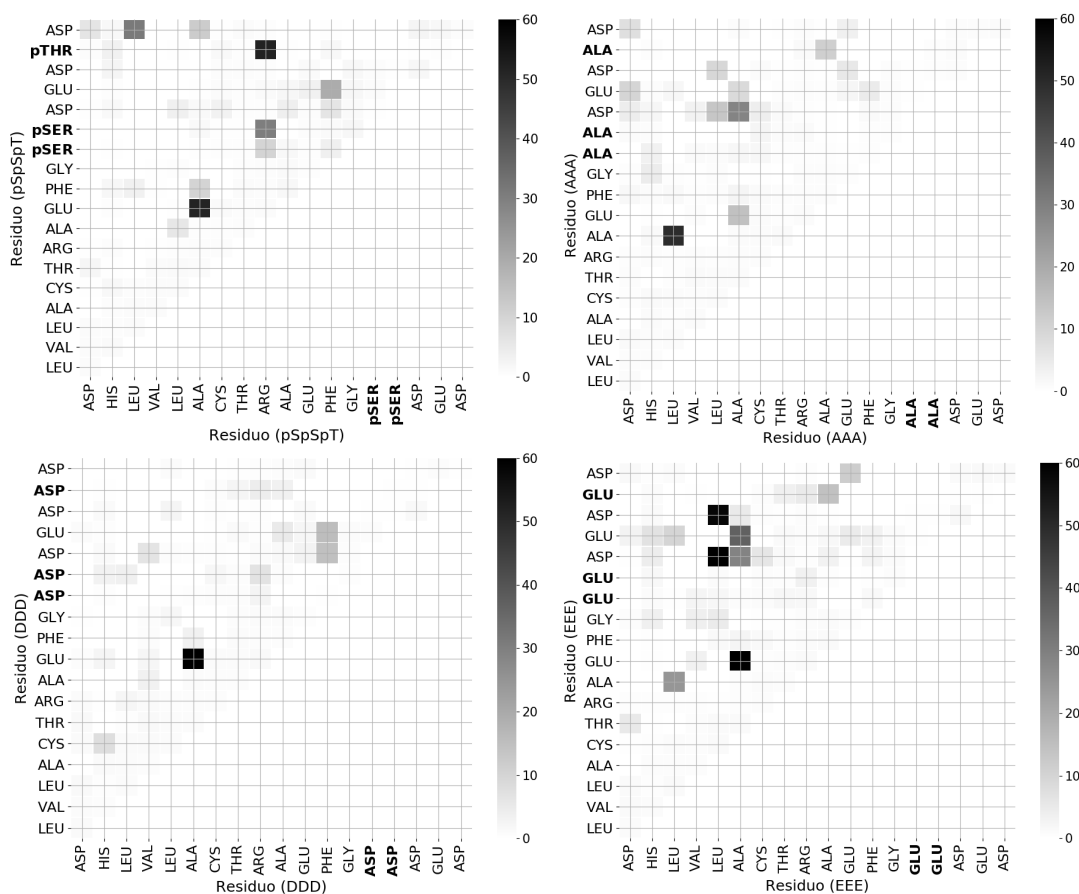 Residuo (pSpSpT)
ASP
pTHR
ASP
GLU
ASP
pSER
pSER
GLY
PHE
GLU
ALA
ARG
THR
CYS
ALA
LEU
VAL
LEU
ASP HIS LEU VAL LEU ALA CYS THR ARG ALA GLU PHE GLY pSER pSER ASP GLU ASP
Residuo (pSpSpT)
60
50
40
30
20
10
0
Residuo (AAA)
ASP
ALA
ASP
GLU
ASP
ALA
ALA
GLY
PHE
GLU
ALA
ARG
THR
CYS
ALA
LEU
VAL
LEU
ASP HIS LEU VAL LEU ALA CYS THR ARG ALA GLU PHE GLY ALA ALA ASP GLU ASP
Residuo (AAA)
60
50
40
30
20
10
0
Residuo (DDD)
ASP
ASP
ASP
GLU
ASP
ASP
ASP
GLY
PHE
GLU
ALA
ARG
THR
CYS
ALA
LEU
VAL
LEU
ASP HIS LEU VAL LEU ALA CYS THR ARG ALA GLU PHE GLY ASP ASP ASP GLU ASP
Residuo (DDD)
60
50
40
30
20
10
0
Residuo (EEE)
ASP
GLU
ASP
GLU
ASP
GLU
GLU
GLY
PHE
GLU
ALA
ARG
THR
CYS
ALA
LEU
VAL
LEU
ASP HIS LEU VAL LEU ALA CYS THR ARG ALA GLU PHE GLY GLU GLU ASP GLU ASP
Residuo (EEE)
60
50
40
30
20
10
0